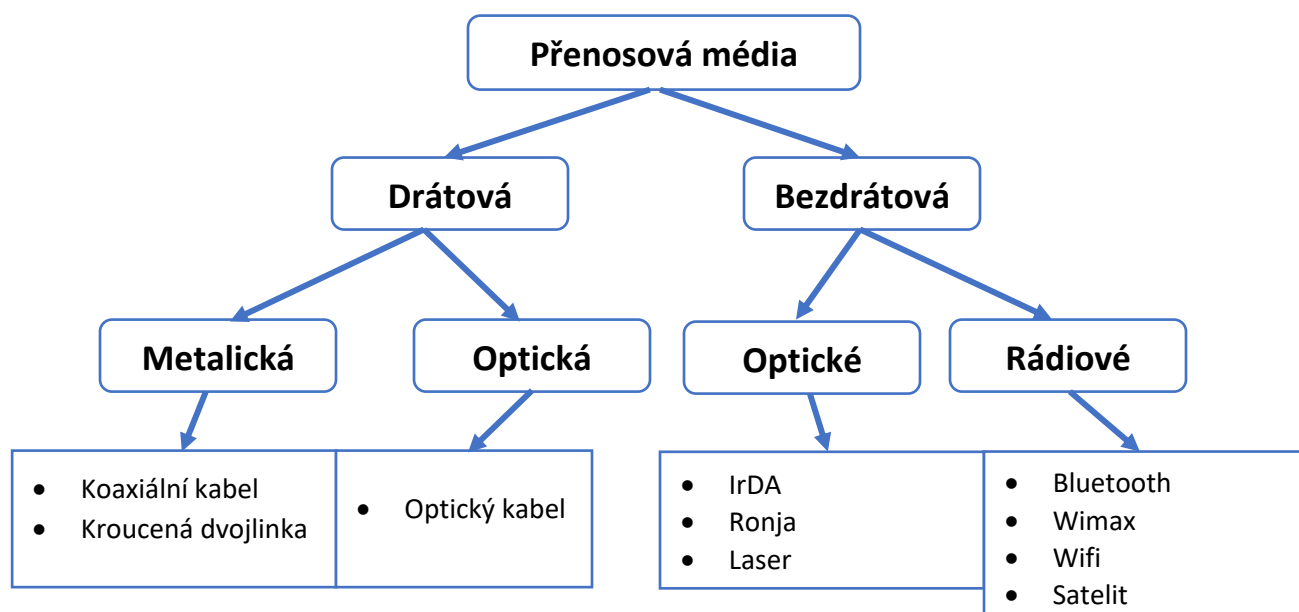 Přenosová média
Drátová
Bezdrátová
Metalická
Optická
Optické
Rádiové
• Koaxiální kabel
• Kroucená dvojlinka
• Optický kabel
• IrDA
• Ronja
• Laser
• Bluetooth
• Wimax
• Wifi
• Satelit